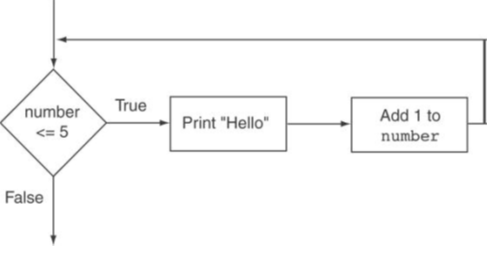 True
number
<= 5
Print "Hello"
Add 1 to
number
False